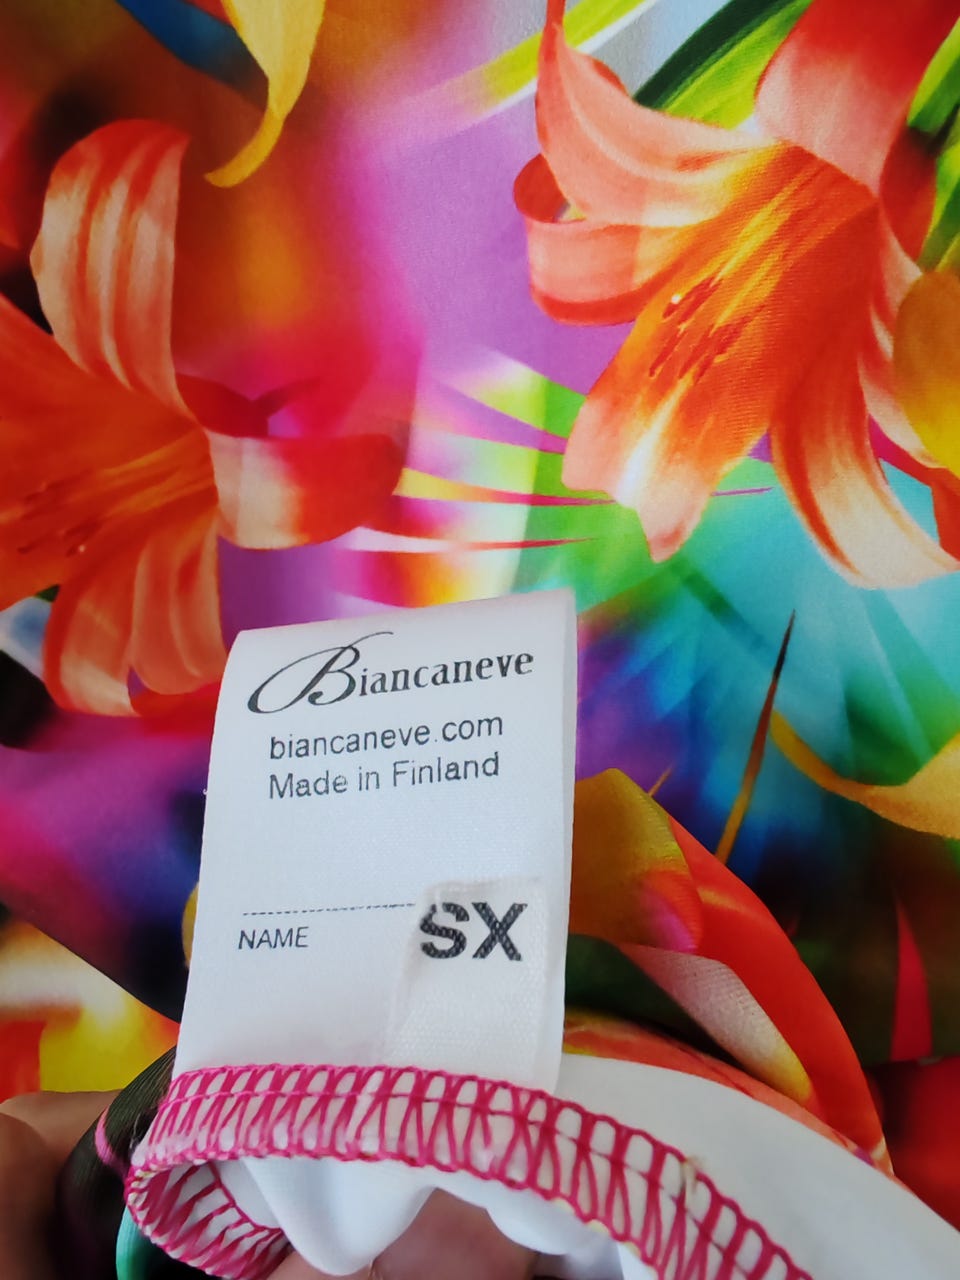 Biancaneve
biancaneve.com
Made in Finland
NAME
SX